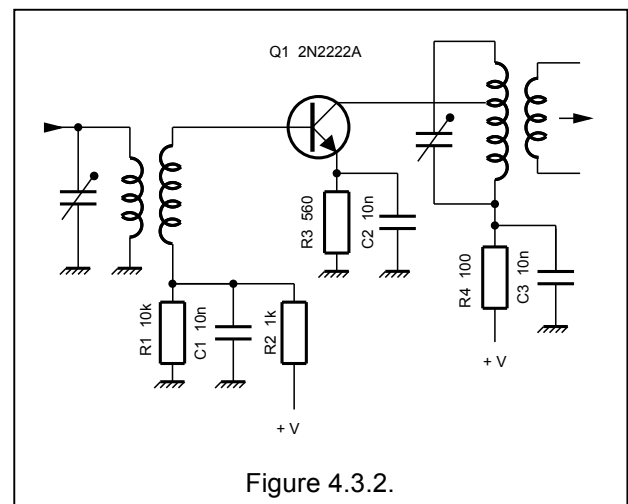 Q1 2N2222A
R3 560
C2 10n
R4 100
C3 10n
R1 10k
C1 10n
R2 1k
+ V
+ V
Figure 4.3.2.